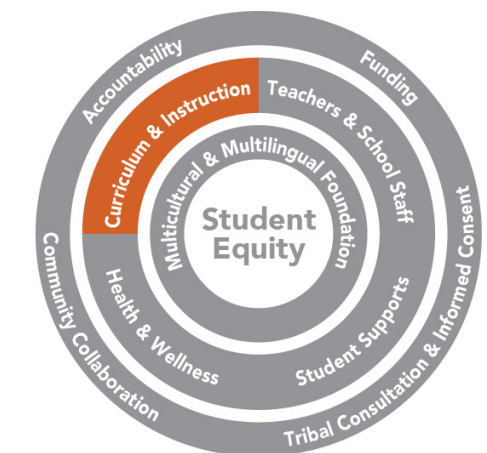 Accountability
Funding
Curriculum & Instruction
Teachers & School Staff
Multicultural & Multilingual Foundation
Student
Equity
Health & Wellness
Student Supports
Community Collaboration
Tribal Consultation & Informed Consent